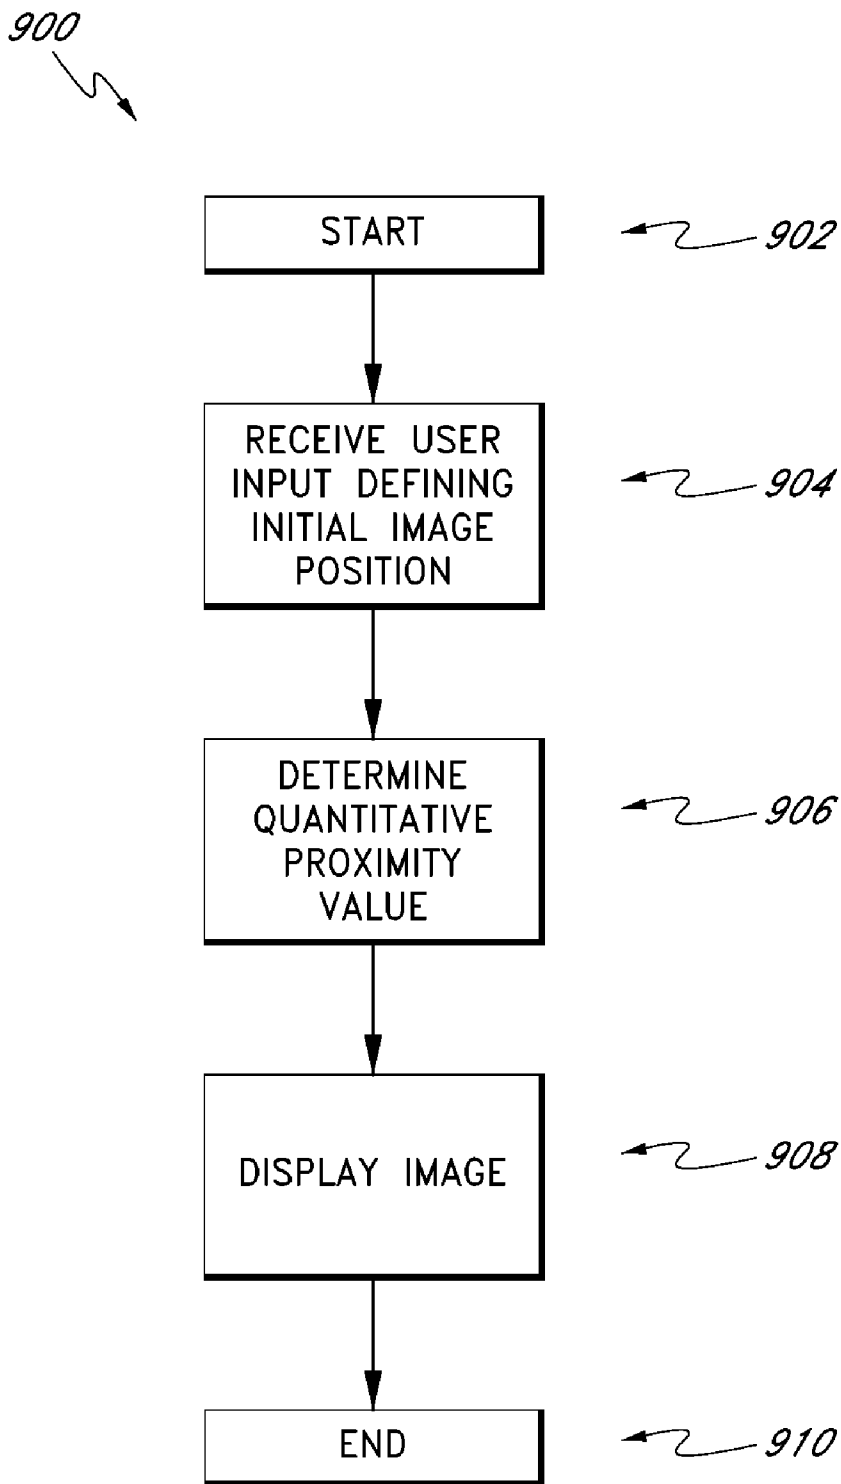 900
START
902
RECEIVE USER
INPUT DEFINING
INITIAL IMAGE
POSITION
904
DETERMINE
QUANTITATIVE
PROXIMITY
VALUE
906
DISPLAY IMAGE
908
END
910